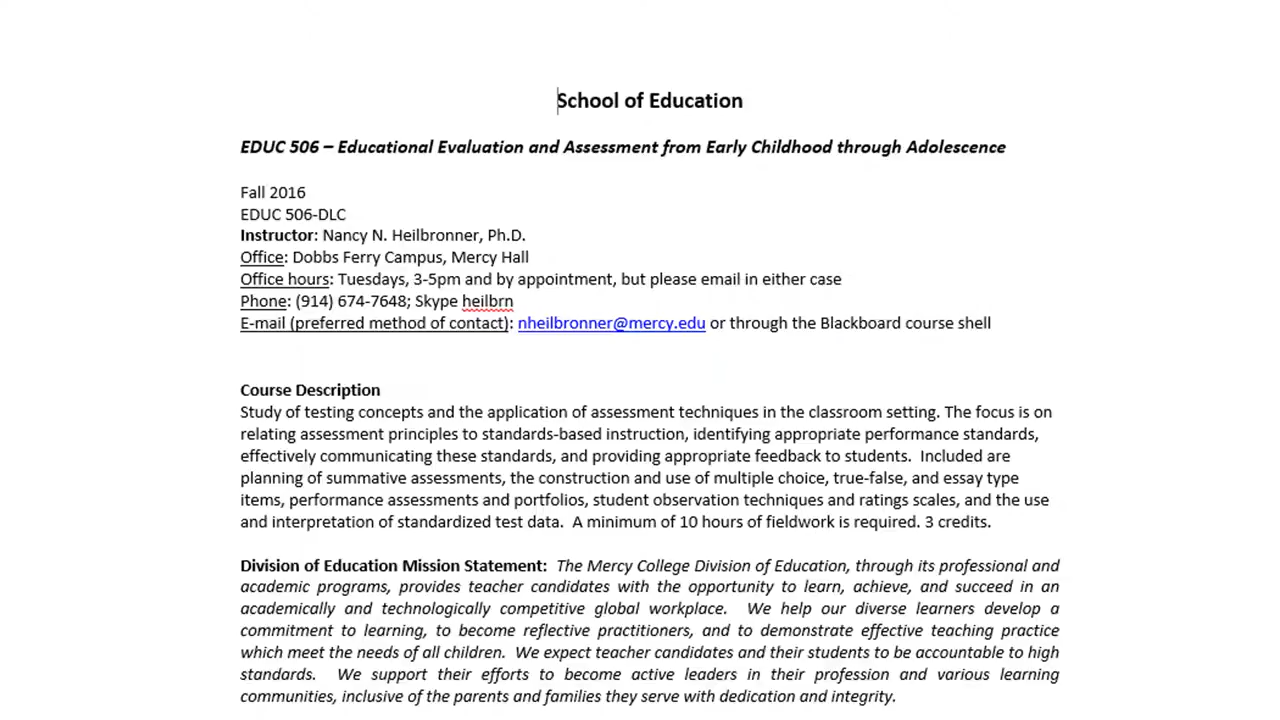 School of Education
EDUC 506 – Educational Evaluation and Assessment from Early Childhood through Adolescence
Fall 2016
EDUC 506-DLC
Instructor: Nancy N. Heilbronner, Ph.D.
Office: Dobbs Ferry Campus, Mercy Hall
Office hours: Tuesdays, 3-5pm and by appointment, but please email in either case
Phone: (914) 674-7648; Skype heilbrn
E-mail (preferred method of contact): nheilbronner@mercy.edu or through the Blackboard course shell
Course Description
Study of testing concepts and the application of assessment techniques in the classroom setting. The focus is on
relating assessment principles to standards-based instruction, identifying appropriate performance standards,
effectively communicating these standards, and providing appropriate feedback to students.  Included are
planning of summative assessments, the construction and use of multiple choice, true-false, and essay type
items, performance assessments and portfolios, student observation techniques and ratings scales, and the use
and interpretation of standardized test data.  A minimum of 10 hours of fieldwork is required. 3 credits.
Division of Education Mission Statement:  The Mercy College Division of Education, through its professional and
academic programs, provides teacher candidates with the opportunity to learn, achieve, and succeed in an
academically and technologically competitive global workplace.  We help our diverse learners develop a
commitment to learning, to become reflective practitioners, and to demonstrate effective teaching practice
which meet the needs of all children.  We expect teacher candidates and their students to be accountable to high
standards.  We support their efforts to become active leaders in their profession and various learning
communities, inclusive of the parents and families they serve with dedication and integrity.